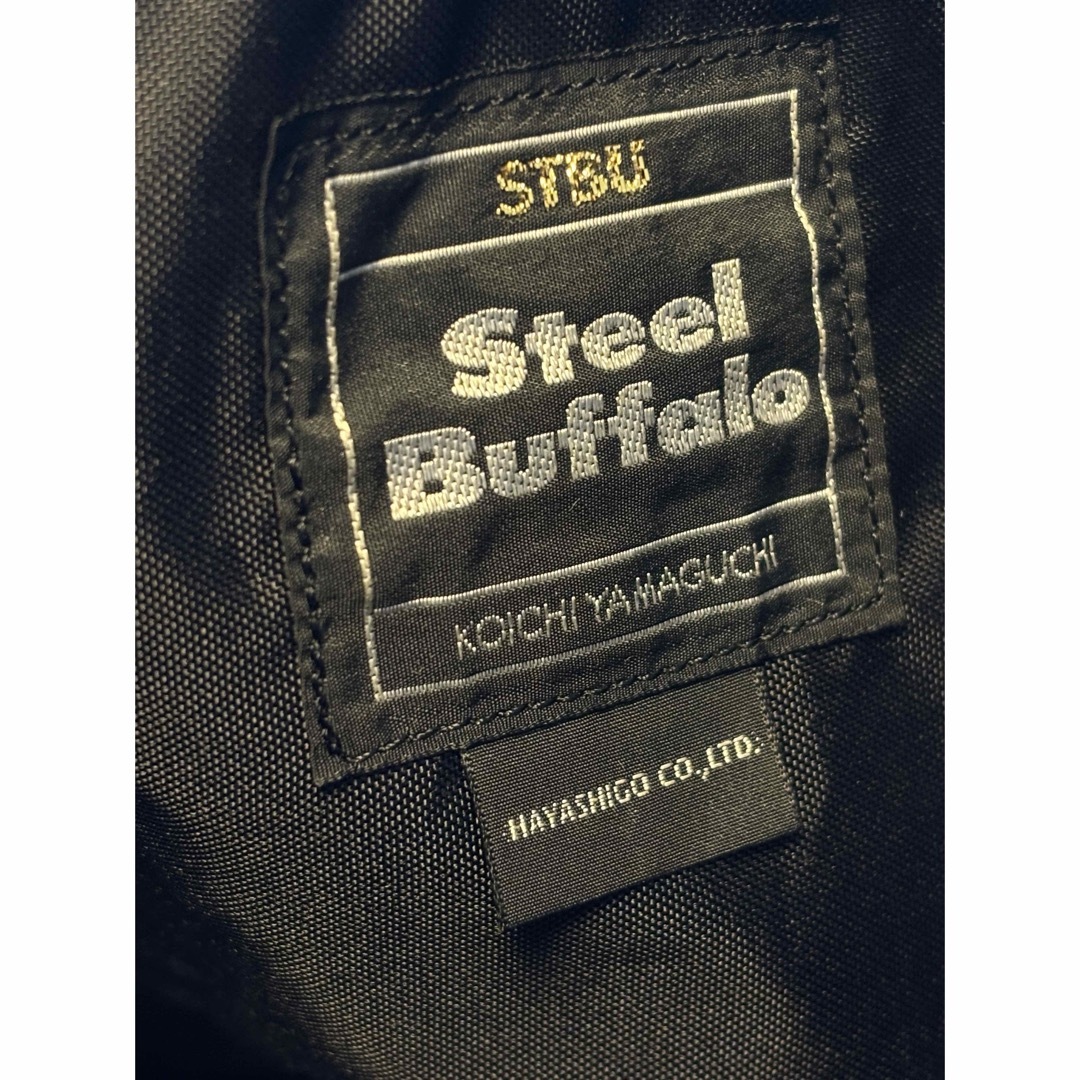 STBU
Steel
Buffalo
KOICHI YAMAGUCHI
HAYASHIGO CO.,LTD.